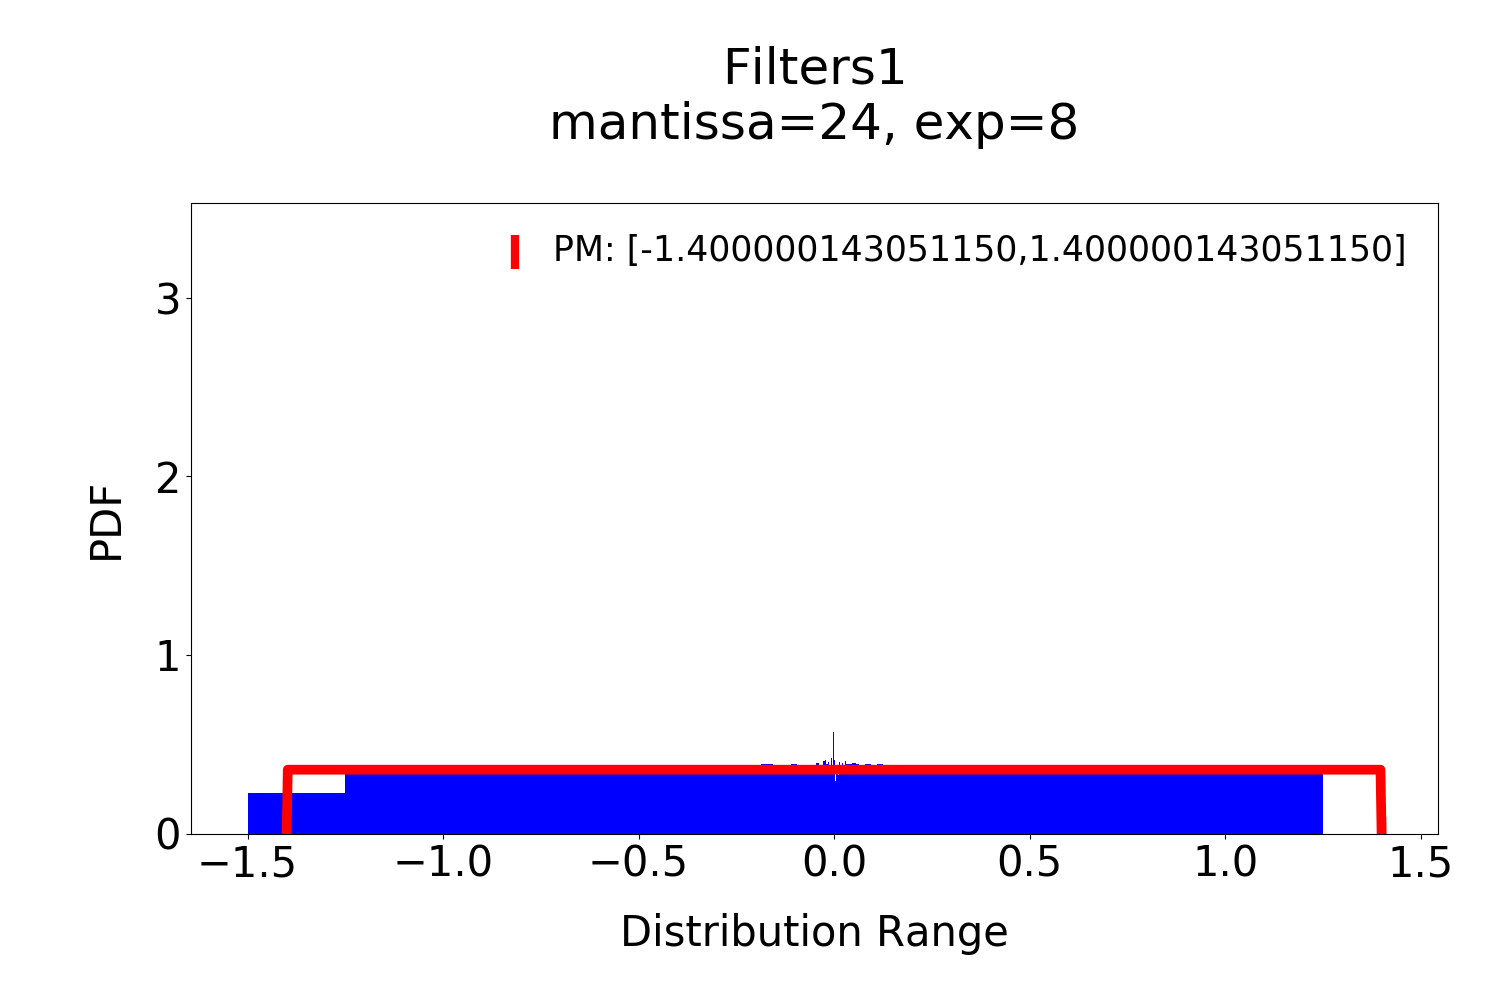 Filters1
mantissa=24, exp=8
PM: [-1.400000143051150,1.400000143051150]
3
2
1
0
PDF
−1.5 −1.0 −0.5 0.0 0.5 1.0 1.5
Distribution Range